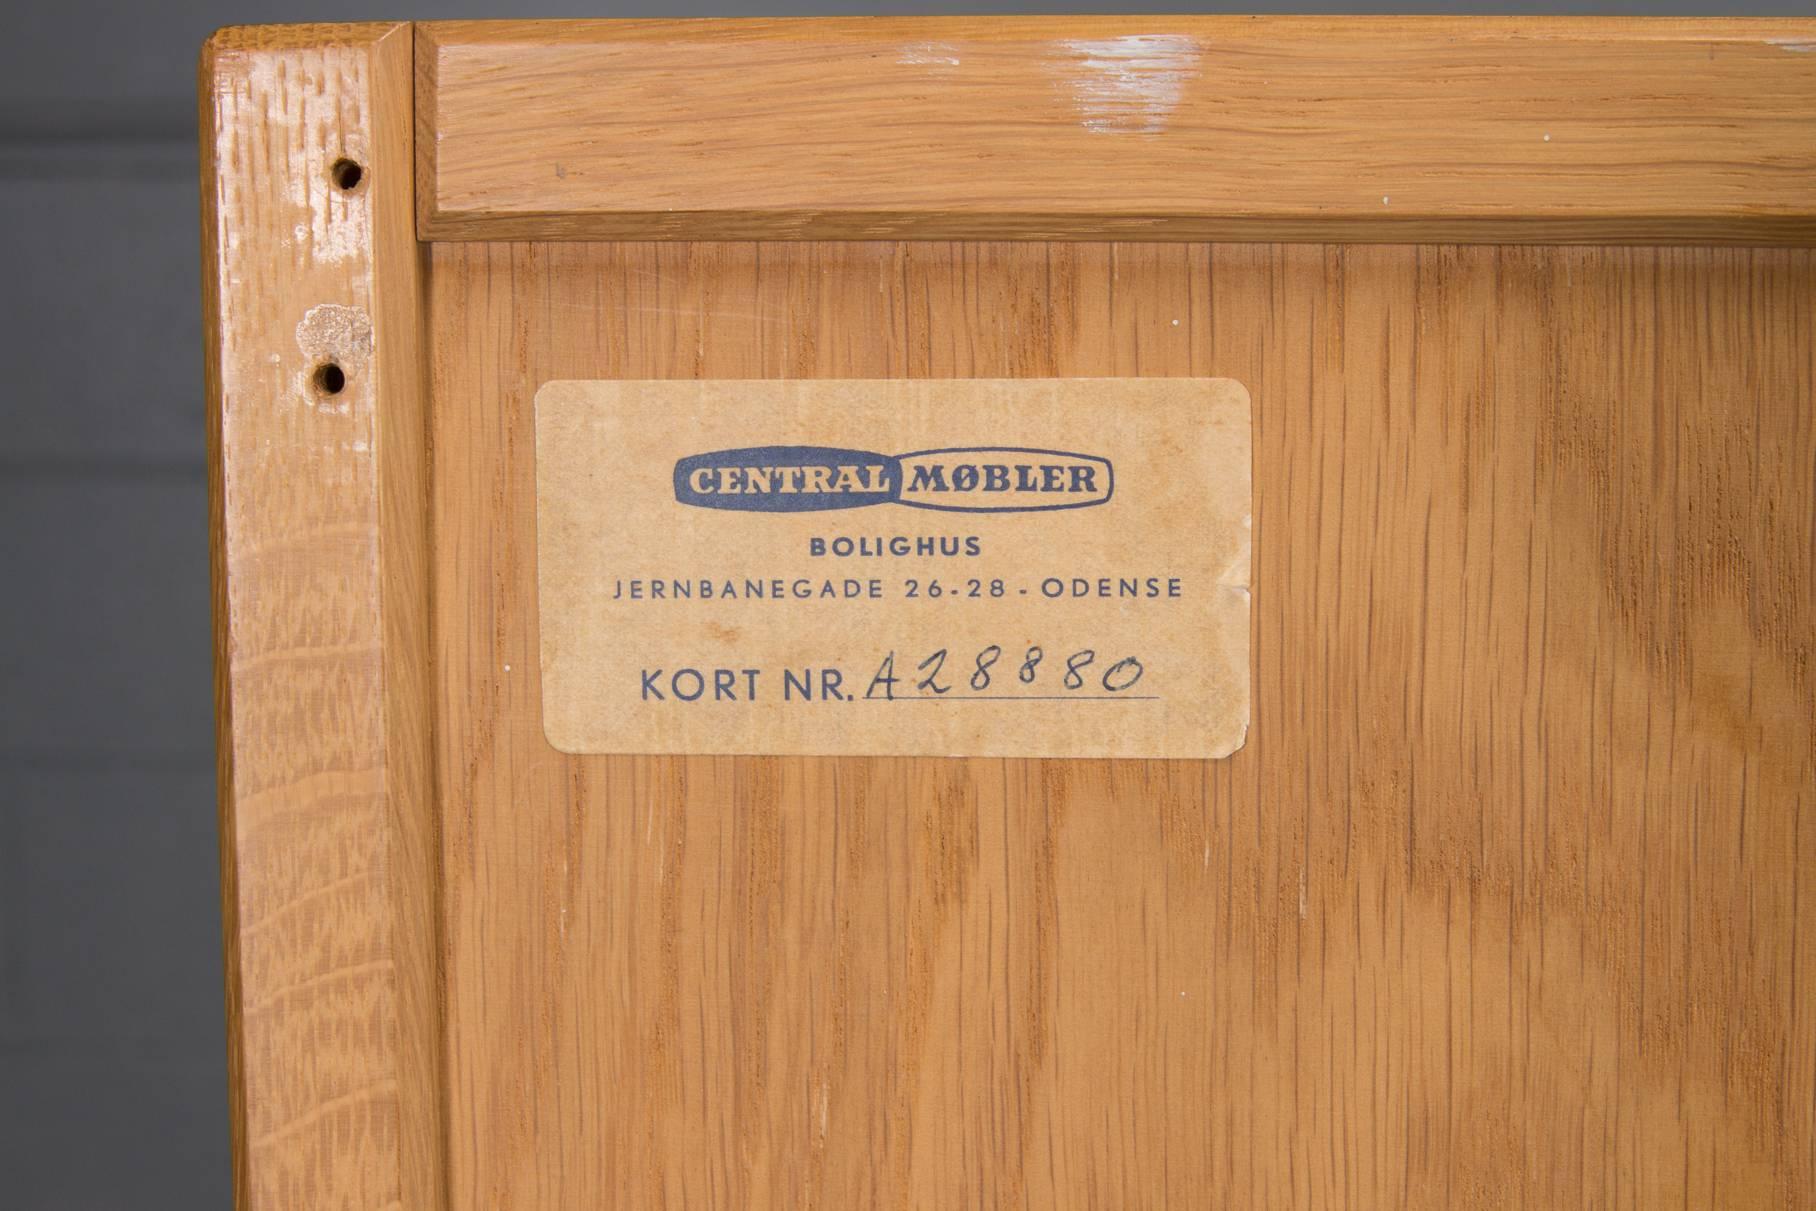 CENTRAL MØBLER
BOLIGHUS
JERNBANEGADE 26-28 - ODENSE
KORT NR. A28880